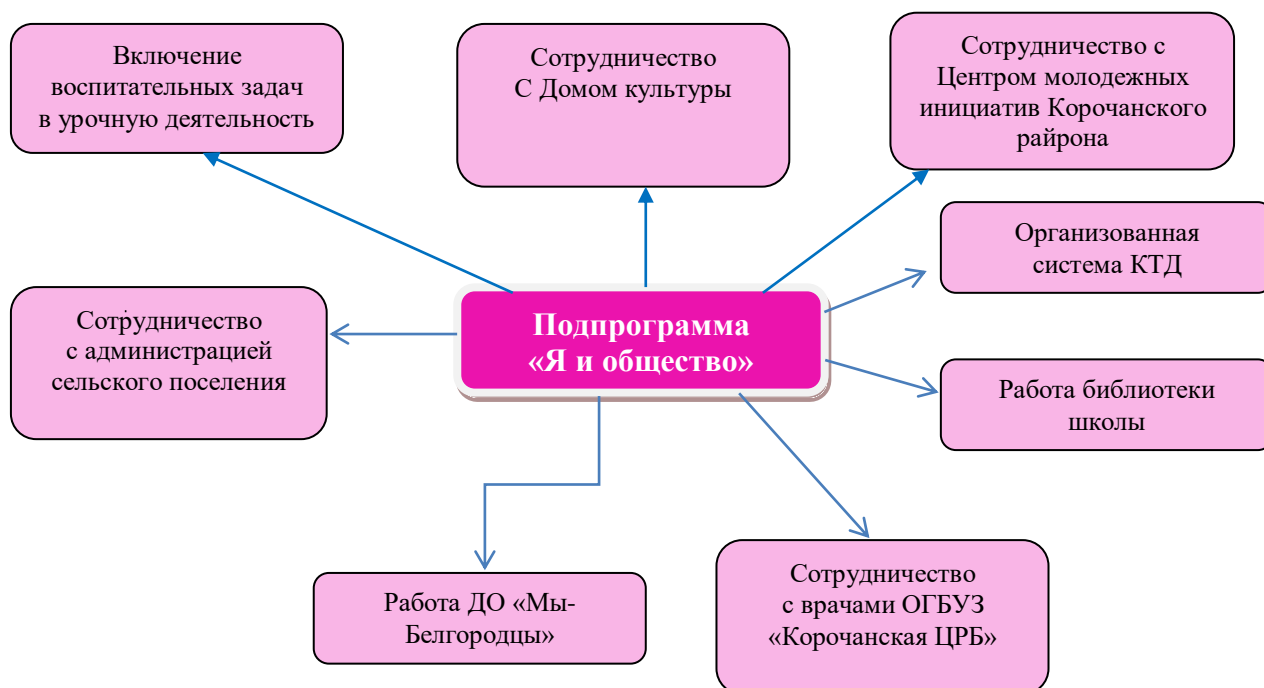 Включение
воспитательных задач
в урочную деятельность
Сотрудничество
С Домом культуры
Сотрудничество с
Центром молодежных
инициатив Корочанского
райрона
Организованная
система КТД
Сотрудничество
с администрацией
сельского поселения
Подпрограмма
«Я и общество»
Работа библиотеки
школы
Работа ДО «Мы-
Белгородцы»
Сотрудничество
с врачами ОГБУЗ
«Корочанская ЦРБ»